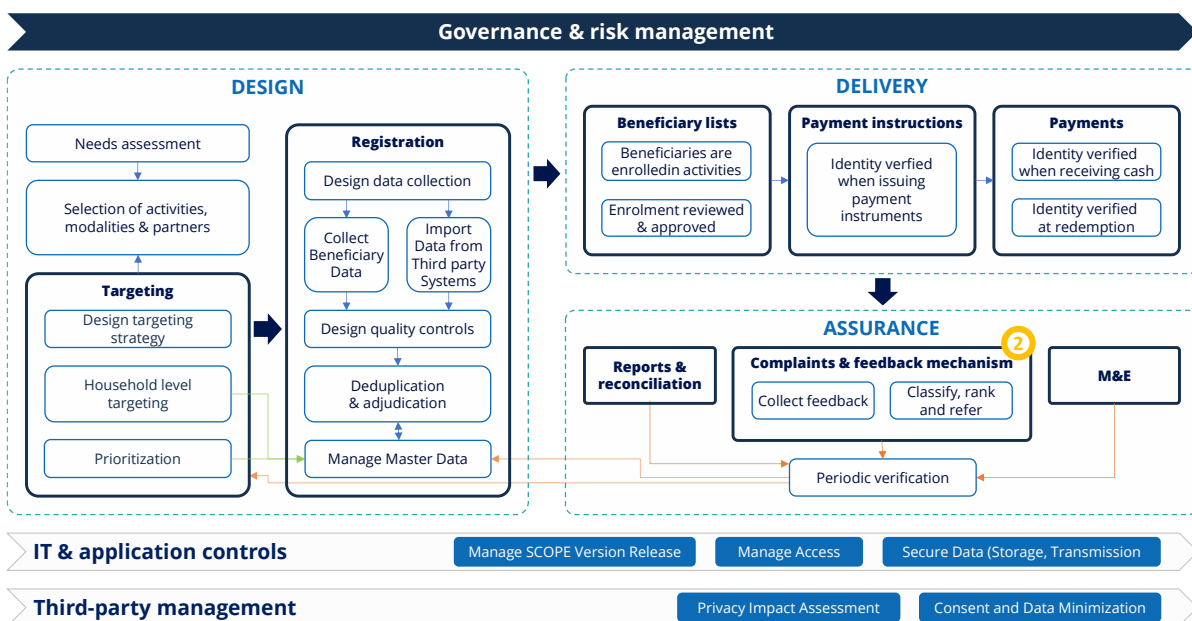 Governance & risk management
DESIGN
Needs assessment
Selection of activities,
modalities & partners
Targeting
Design targeting
strategy
Household level
targeting
Prioritization
Registration
Design data collection
Collect
Beneficiary
Data
Import
Data from
Third party
Systems
Design quality controls
Deduplication
& adjudication
Manage Master Data
DELIVERY
Beneficiary lists
Beneficiaries are
enrolledin activities
Enrolment reviewed
& approved
Payment instructions
Identity verfied
when issuing
payment
instruments
Payments
Identity verified
when receiving cash
Identity verified
at redemption
ASSURANCE
2
Reports &
reconciliation
Complaints & feedback mechanism
Collect feedback
Classify, rank
and refer
M&E
Periodic verification
IT & application controls
Manage SCOPE Version Release
Manage Access
Secure Data (Storage, Transmission
Third-party management
Privacy Impact Assessment
Consent and Data Minimization